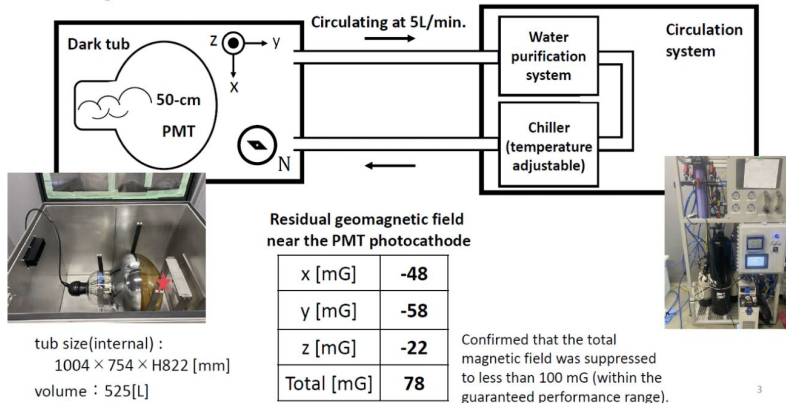 Circulating at 5L/min.
Dark tub
z
y
x
50-cm
PMT
N
Water
purification
system
Circulation
system
Chiller
(temperature
adjustable)
Residual geomagnetic field
near the PMT photocathode
x [mG] -48
y [mG] -58
z [mG] -22
Total [mG] 78
tub size(internal) :
1004 × 754 × H822 [mm]
volume : 525[L]
Confirmed that the total
magnetic field was suppressed
to less than 100 mG (within the
guaranteed performance range).
3